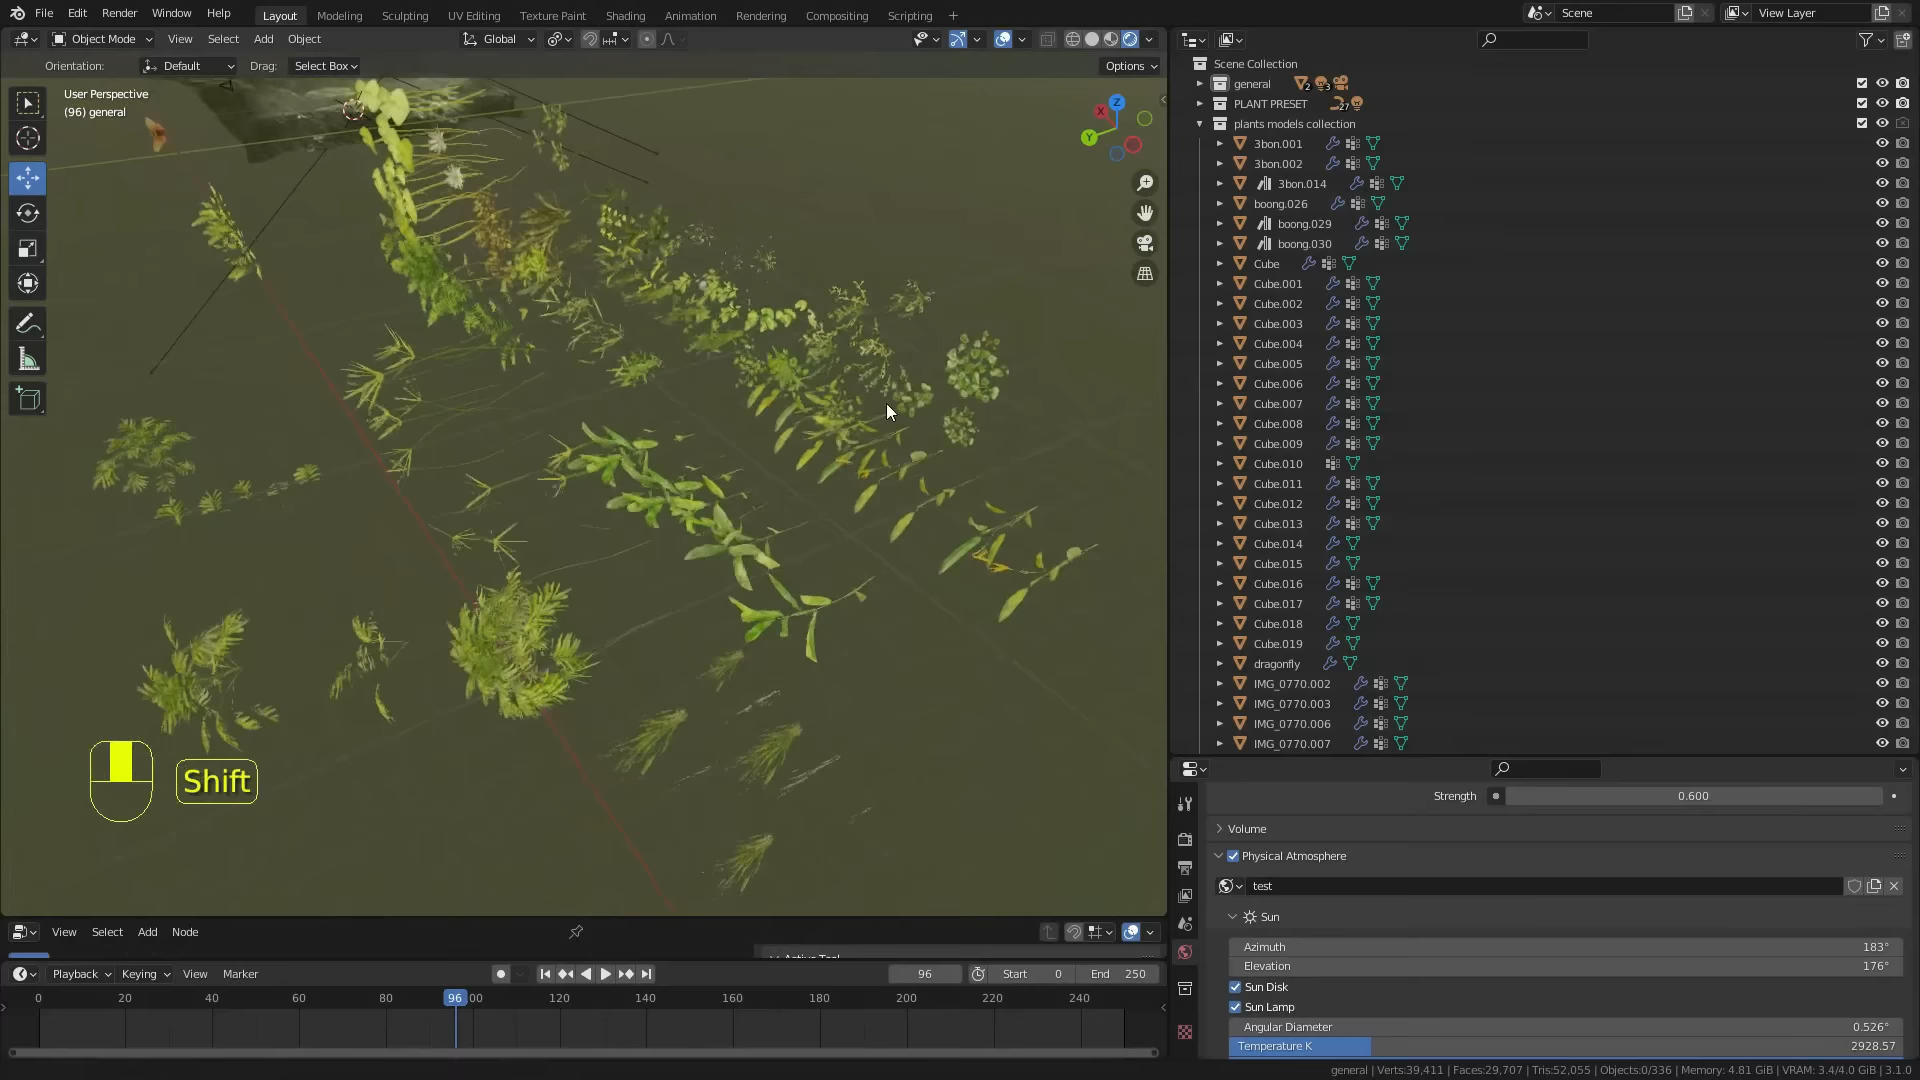 File Edit Render Window Help Layout Modeling Sculpting UV Editing Texture Paint Shading Animation Rendering Compositing Scripting + Scene View Layer
Object Mode View Select Add Object Global
Orientation: Default Drag: Select Box Options
User Perspective
(96) general
X
Y
Z
Shift
View Select Add Node
Playback Keying View Marker 96 Start 0 End 250
0 20 40 60 80 96 00 120 140 160 180 200 220 240
Scene Collection
general 2 3
PLANT PRESET 27
plants models collection
3bon.001
3bon.002
3bon.014
boong.026
boong.029
boong.030
Cube
Cube.001
Cube.002
Cube.003
Cube.004
Cube.005
Cube.006
Cube.007
Cube.008
Cube.009
Cube.010
Cube.011
Cube.012
Cube.013
Cube.014
Cube.015
Cube.016
Cube.017
Cube.018
Cube.019
dragonfly
IMG_0770.002
IMG_0770.003
IMG_0770.006
IMG_0770.007
Strength 0.600
Volume
Physical Atmosphere
test
Sun
Azimuth 183°
Elevation 176°
Sun Disk
Sun Lamp
Angular Diameter 0.526°
Temperature K 2928.57
general | Verts:39,411 | Faces:29,707 | Tris:52,055 | Objects:0/336 | Memory: 4.81 GiB | VRAM: 3.4/4.0 GiB | 3.1.0